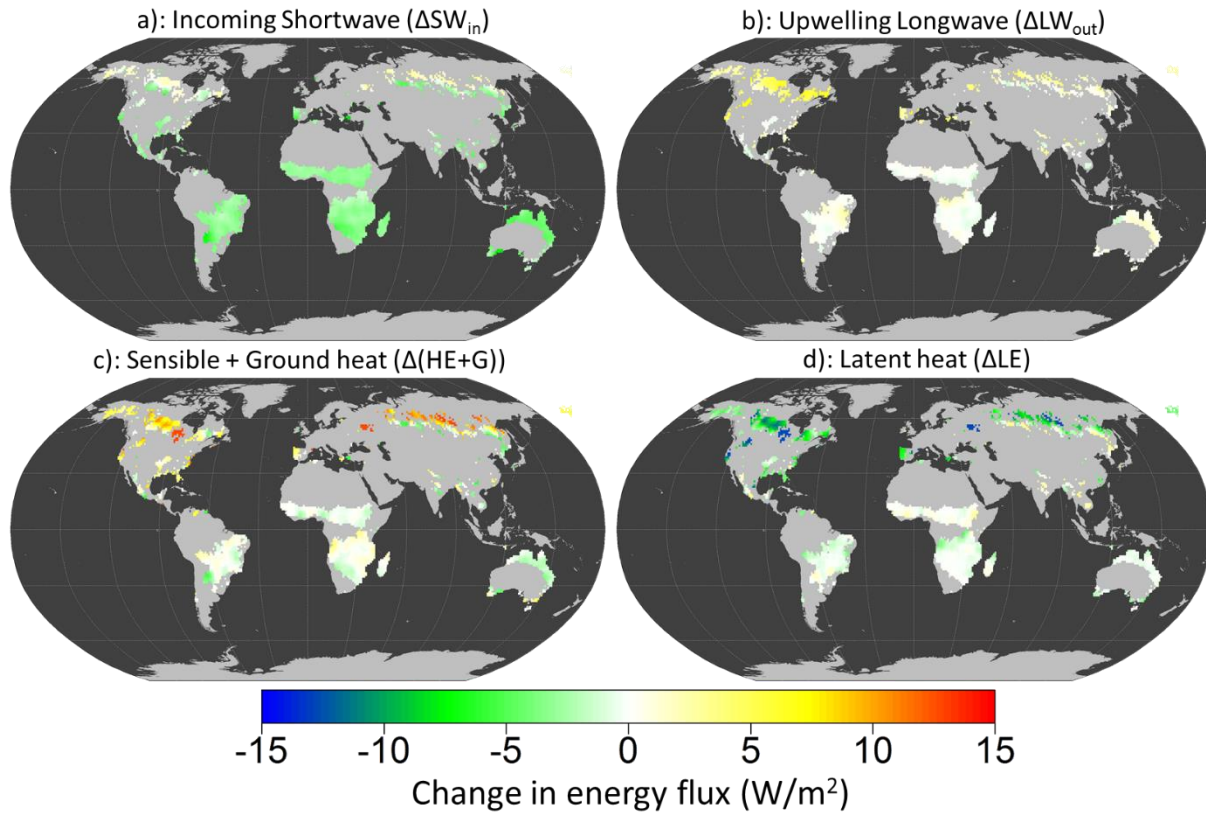 a): Incoming Shortwave (ΔSWin)
b): Upwelling Longwave (ΔLWout)
c): Sensible + Ground heat (Δ(HE+G))
d): Latent heat (ΔLE)
-15 -10 -5 0 5 10 15
Change in energy flux (W/m²)